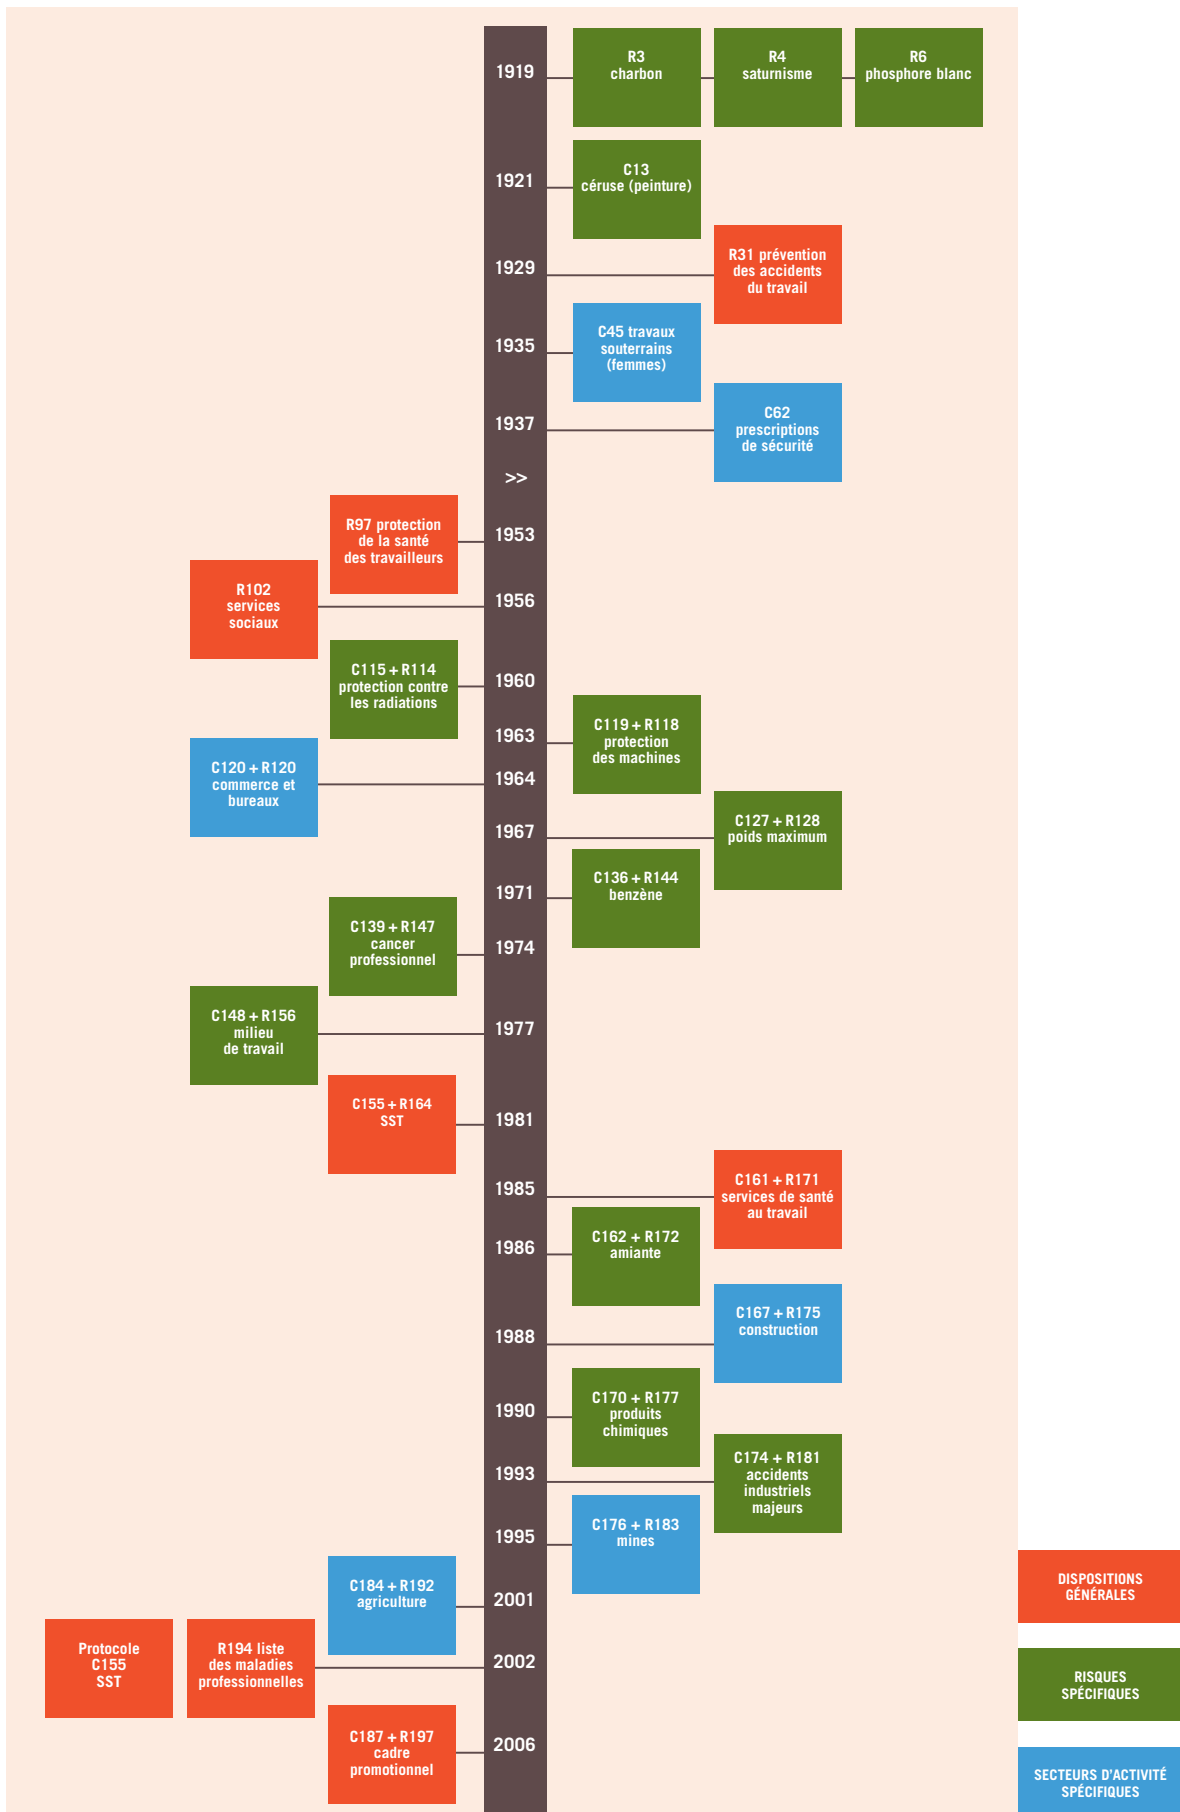 1919
R3
charbon
R4
saturnisme
R6
phosphore blanc
1921
C13
céruse (peinture)
1929
R31 prévention
des accidents
du travail
1935
C45 travaux
souterrains
(femmes)
1937
C62
prescriptions
de sécurité
>>
R97 protection
de la santé
des travailleurs
1953
R102
services
sociaux
1956
C115 + R114
protection contre
les radiations
1960
1963
C119 + R118
protection
des machines
C120 + R120
commerce et
bureaux
1964
1967
C127 + R128
poids maximum
1971
C136 + R144
benzène
C139 + R147
cancer
professionnel
1974
C148 + R156
milieu
de travail
1977
C155 + R164
SST
1981
1985
C161 + R171
services de santé
au travail
1986
C162 + R172
amiante
1988
C167 + R175
construction
1990
C170 + R177
produits
chimiques
1993
C174 + R181
accidents
industriels
majeurs
1995
C176 + R183
mines
C184 + R192
agriculture
2001
Protocole
C155
SST
R194 liste
des maladies
professionnelles
2002
C187 + R197
cadre
promotionnel
2006
DISPOSITIONS
GÉNÉRALES
RISQUES
SPÉCIFIQUES
SECTEURS D'ACTIVITÉ
SPÉCIFIQUES